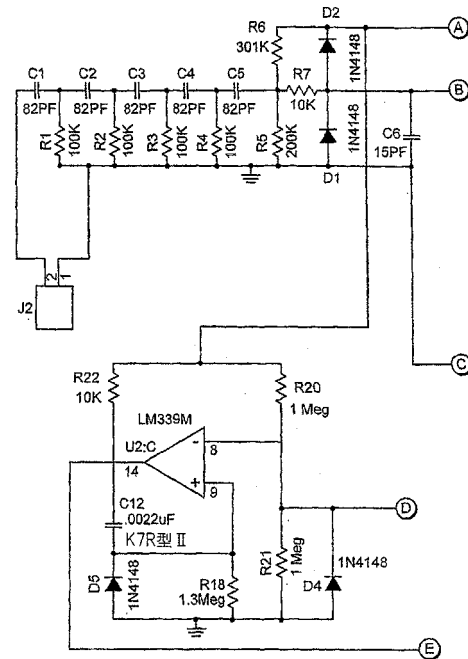 R6
301K
D2
1N4148
A
C1
82PF
C2
82PF
C3
82PF
C4
82PF
C5
82PF
R7
10K
B
R1
100K
R2
100K
R3
100K
R4
100K
R5
200K
1N4148
D1
C6
15PF
2
1
J2
C
R22
10K
R20
1 Meg
LM339M
U2:C
-
8
14
+
9
C12
.0022uF
K7R型 II
D
D5
1N4148
R18
1.3Meg
R21
1 Meg
1N4148
D4
E